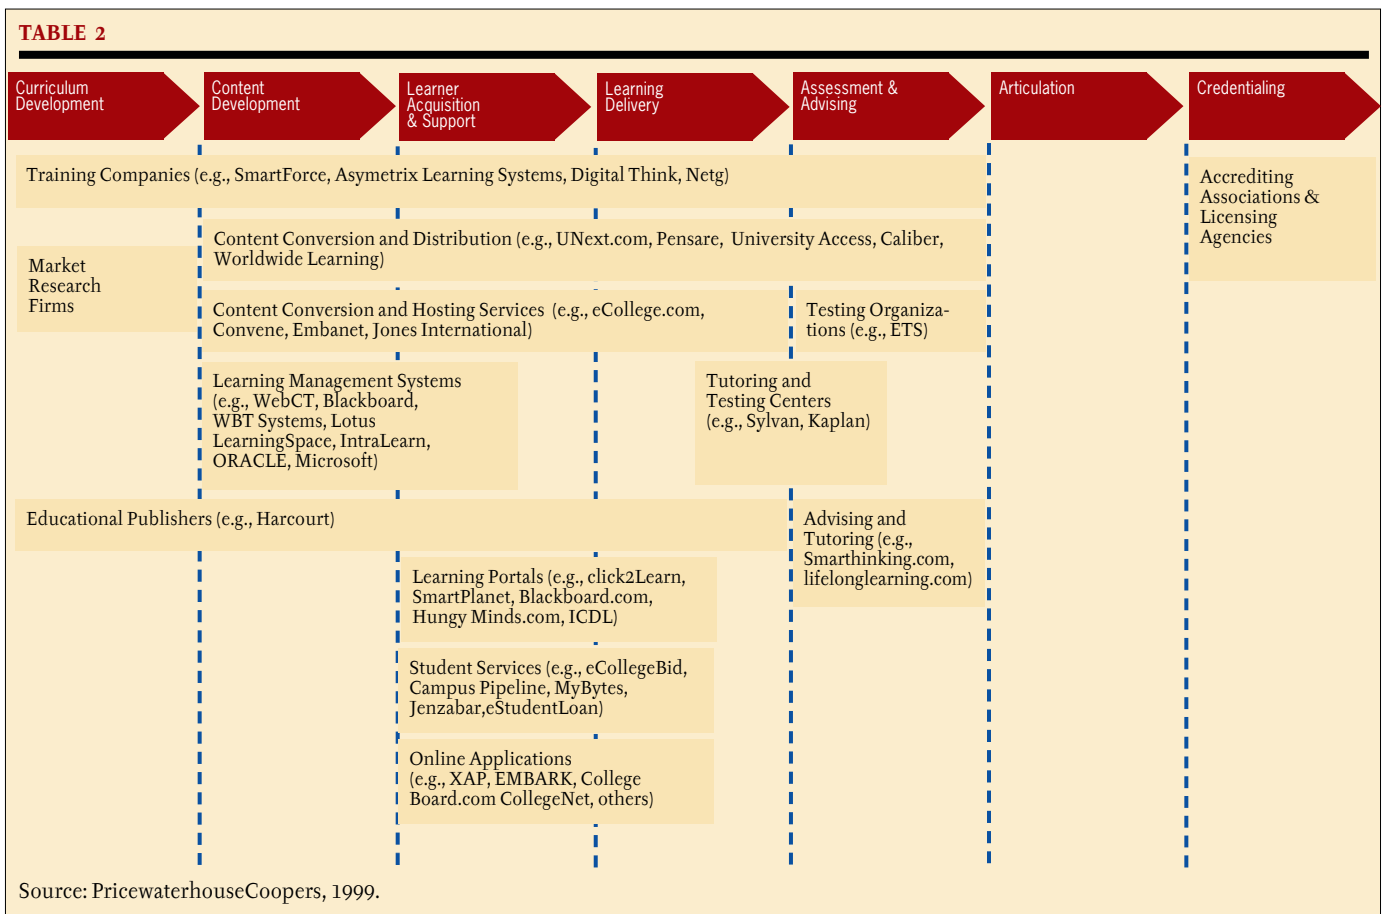 TABLE 2
Curriculum
Development
Content
Development
Learner
Acquisition
& Support
Learning
Delivery
Assessment &
Advising
Articulation
Credentialing
Training Companies (e.g., SmartForce, Asymetrix Learning Systems, Digital Think, Netg)
Accrediting
Associations &
Licensing
Agencies
Content Conversion and Distribution (e.g., UNext.com, Pensare, University Access, Caliber,
Worldwide Learning)
Market
Research
Firms
Content Conversion and Hosting Services (e.g., eCollege.com,
Convene, Embanet, Jones International)
Testing Organiza-
tions (e.g., ETS)
Learning Management Systems
(e.g., WebCT, Blackboard,
WBT Systems, Lotus
LearningSpace, IntraLearn,
ORACLE, Microsoft)
Tutoring and
Testing Centers
(e.g., Sylvan, Kaplan)
Educational Publishers (e.g., Harcourt)
Advising and
Tutoring (e.g.,
Smarthinking.com,
lifelonglearning.com)
Learning Portals (e.g., click2Learn,
SmartPlanet, Blackboard.com,
Hungy Minds.com, ICDL)
Student Services (e.g., eCollegeBid,
Campus Pipeline, MyBytes,
Jenzabar,eStudentLoan)
Online Applications
(e.g., XAP, EMBARK, College
Board.com CollegeNet, others)
Source: PricewaterhouseCoopers, 1999.